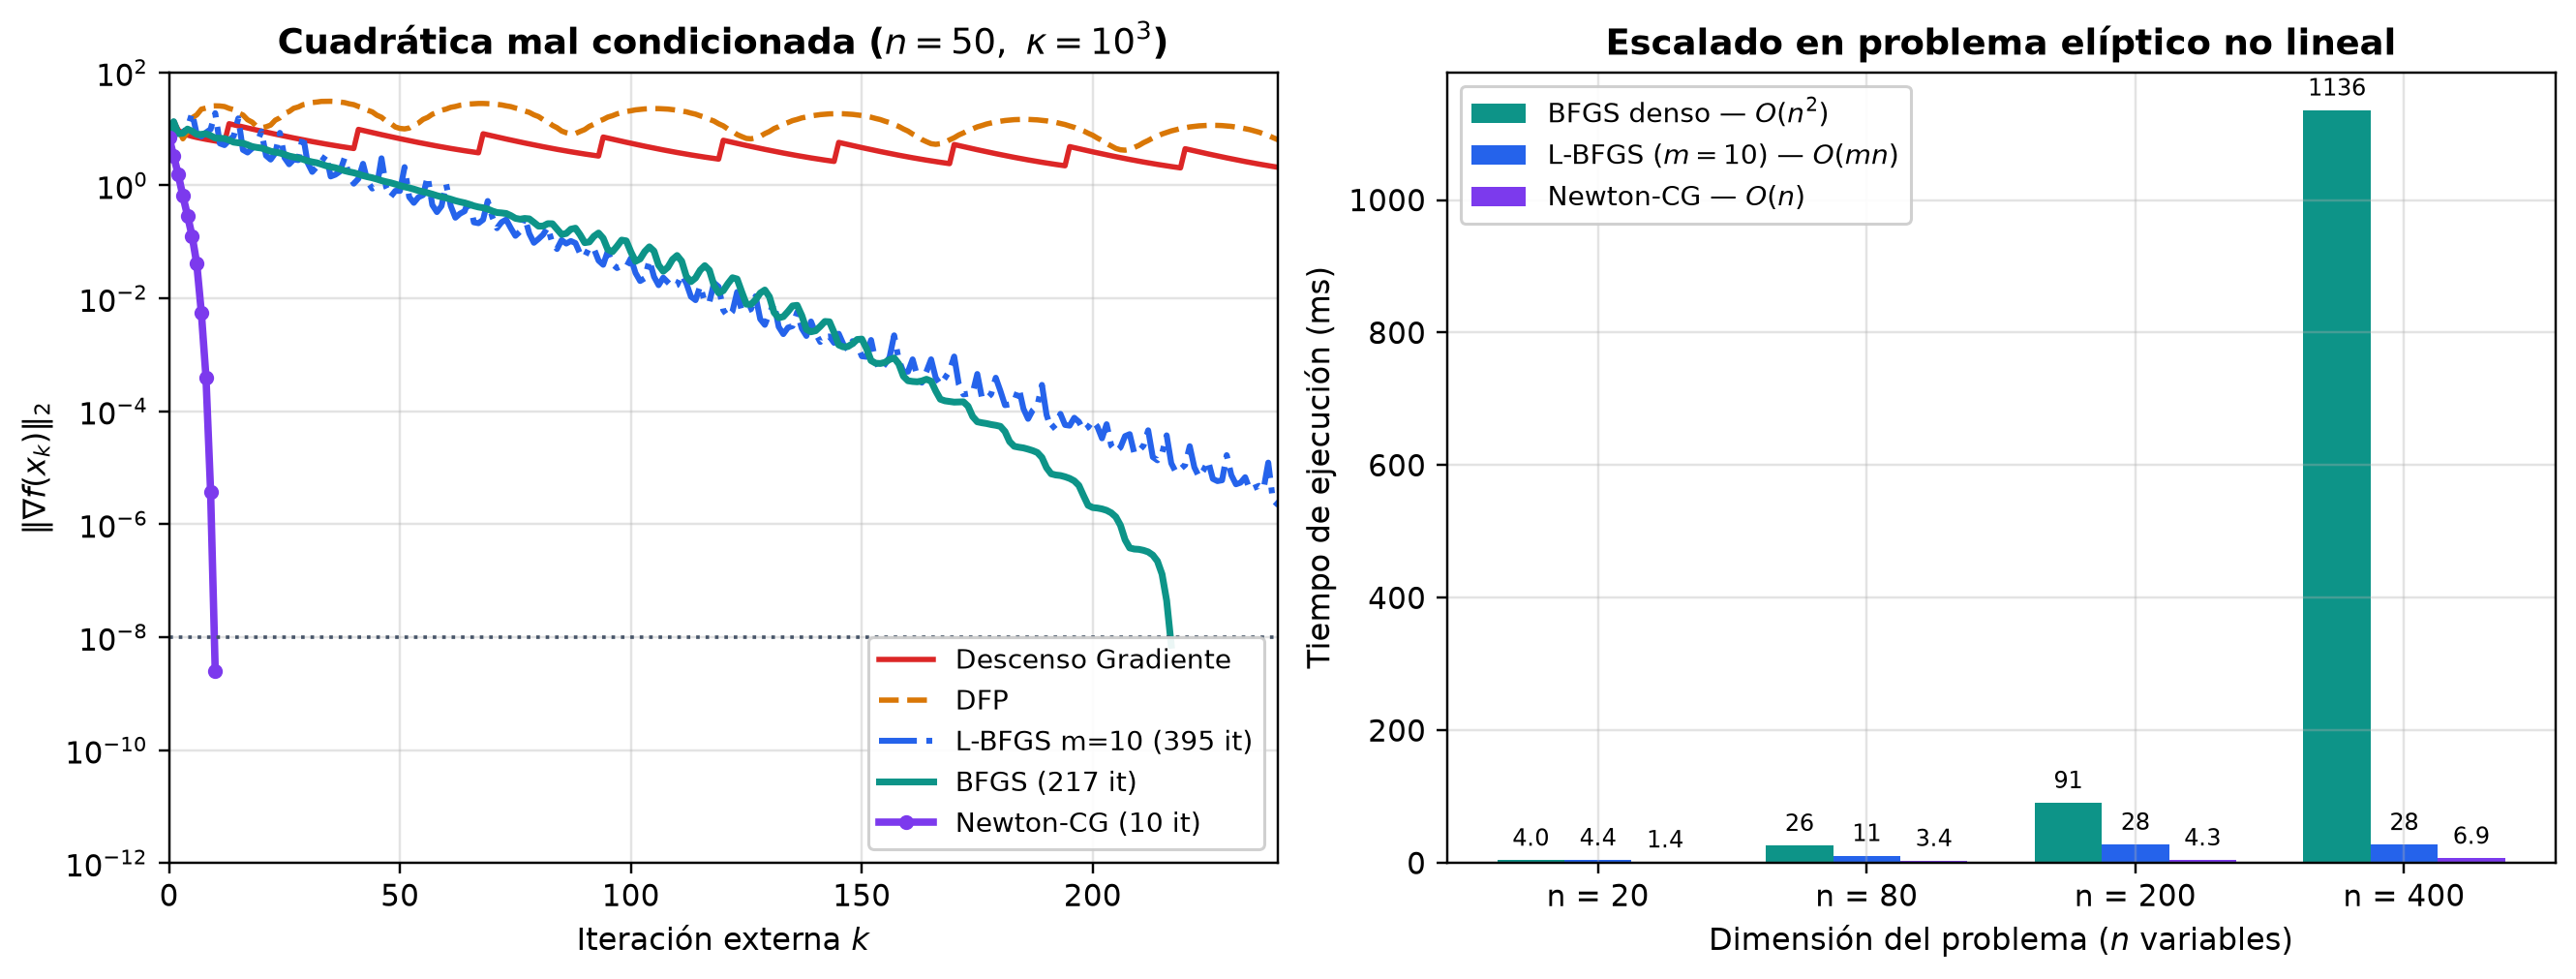 Cuadrática mal condicionada (n = 50, κ = 10³)
10²
10⁰
10⁻²
10⁻⁴
10⁻⁶
10⁻⁸
10⁻¹⁰
10⁻¹²
‖∇f(xₖ)‖₂
Descenso Gradiente
DFP
L-BFGS m=10 (395 it)
BFGS (217 it)
Newton-CG (10 it)
0 50 100 150 200
Iteración externa k
Escalado en problema elíptico no lineal
BFGS denso — O(n²)
L-BFGS (m = 10) — O(mn)
Newton-CG — O(n)
1000
800
600
400
200
0
Tiempo de ejecución (ms)
4.0 4.4 1.4
26 11 3.4
91 28 4.3
1136 28 6.9
n = 20 n = 80 n = 200 n = 400
Dimensión del problema (n variables)